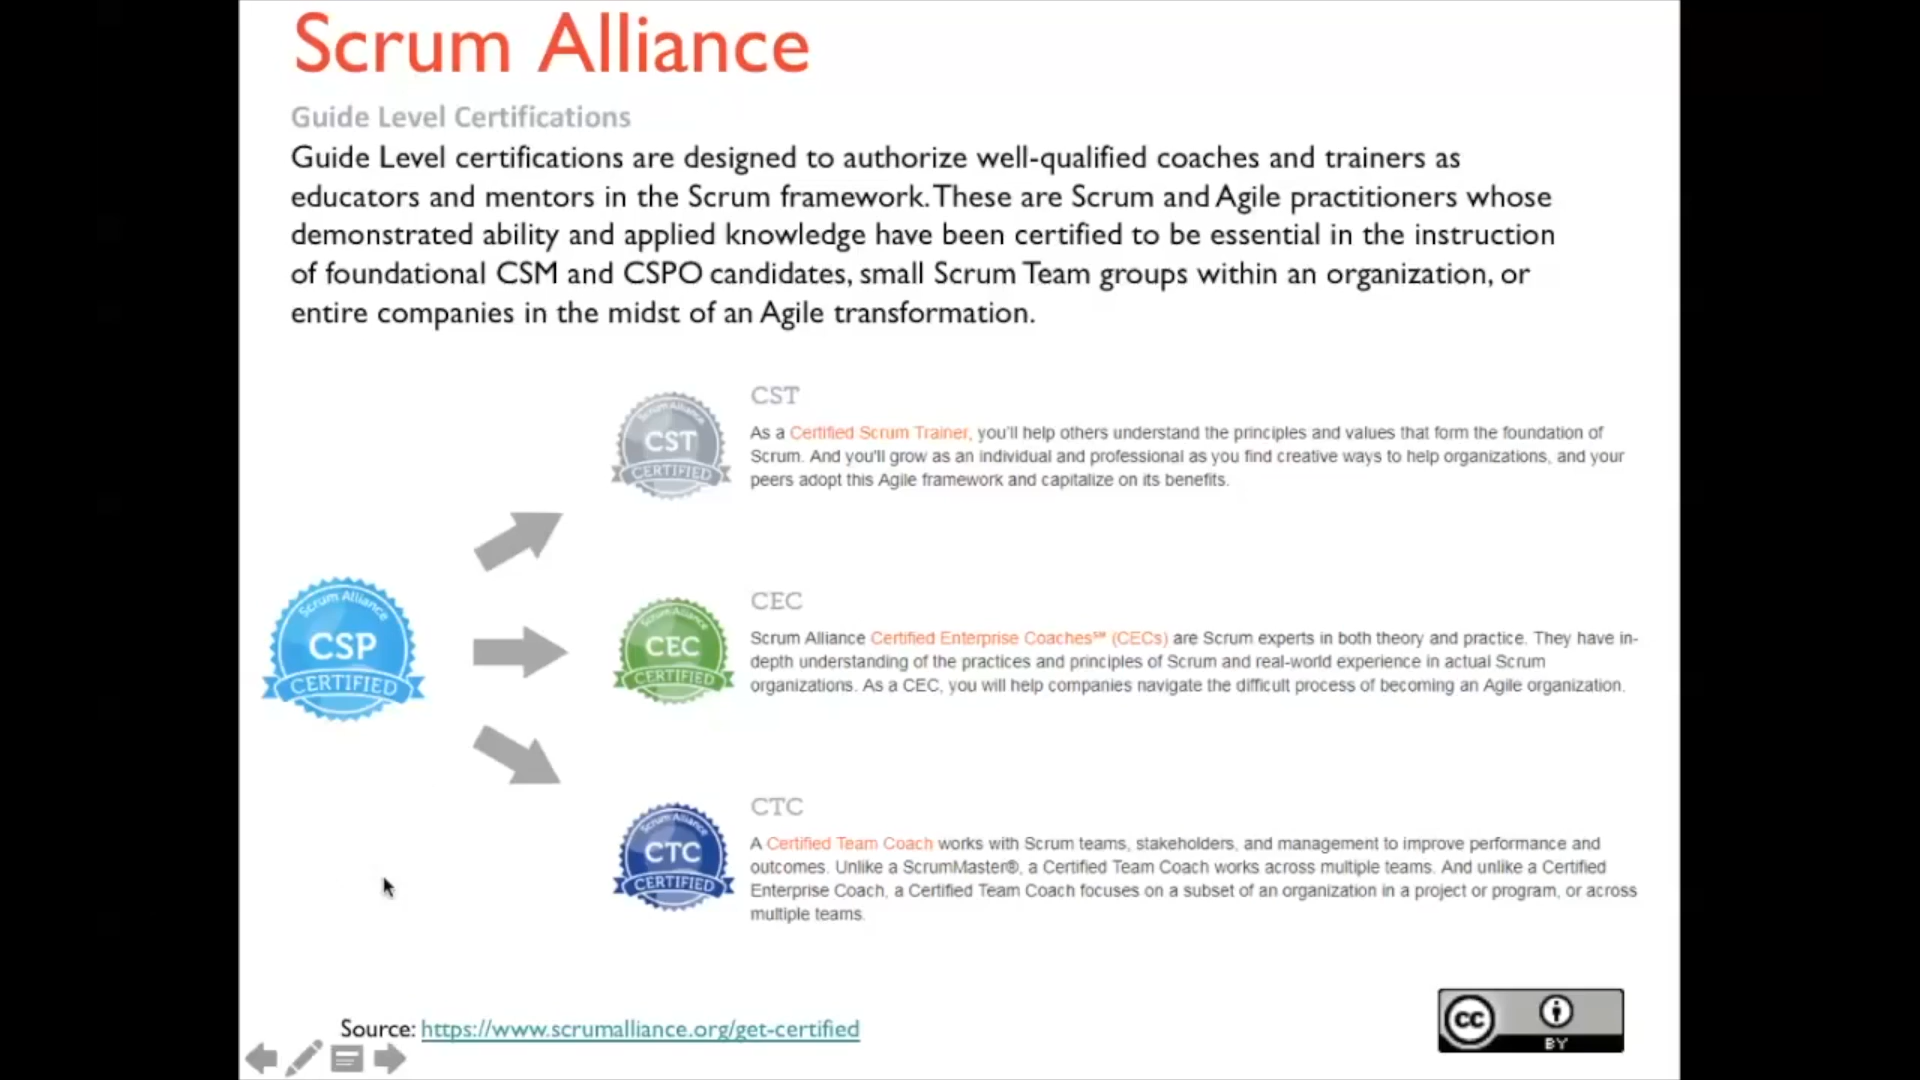 Scrum Alliance
Guide Level Certifications
Guide Level certifications are designed to authorize well-qualified coaches and trainers as
educators and mentors in the Scrum framework. These are Scrum and Agile practitioners whose
demonstrated ability and applied knowledge have been certified to be essential in the instruction
of foundational CSM and CSPO candidates, small Scrum Team groups within an organization, or
entire companies in the midst of an Agile transformation.
Scrum Alliance
CST
CERTIFIED
CST
As a Certified Scrum Trainer, you'll help others understand the principles and values that form the foundation of
Scrum. And you'll grow as an individual and professional as you find creative ways to help organizations, and your
peers adopt this Agile framework and capitalize on its benefits.
Scrum Alliance
CSP
CERTIFIED
Scrum Alliance
CEC
CERTIFIED
CEC
Scrum Alliance Certified Enterprise Coaches℠ (CECs) are Scrum experts in both theory and practice. They have in-
depth understanding of the practices and principles of Scrum and real-world experience in actual Scrum
organizations. As a CEC, you will help companies navigate the difficult process of becoming an Agile organization.
Scrum Alliance
CTC
CERTIFIED
CTC
A Certified Team Coach works with Scrum teams, stakeholders, and management to improve performance and
outcomes. Unlike a ScrumMaster®, a Certified Team Coach works across multiple teams. And unlike a Certified
Enterprise Coach, a Certified Team Coach focuses on a subset of an organization in a project or program, or across
multiple teams.
Source: https://www.scrumalliance.org/get-certified
cc
BY